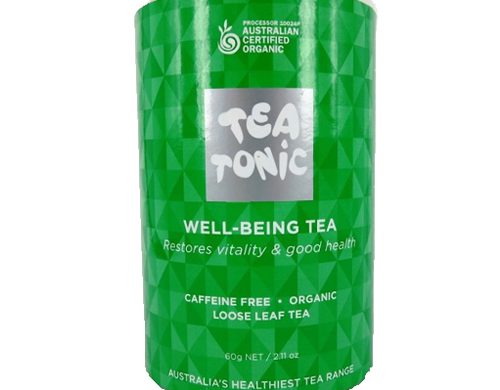 PROCESSOR 10024P
AUSTRALIAN
CERTIFIED
ORGANIC
TEA
TONIC
WELL-BEING TEA
Restores vitality & good health
CAFFEINE FREE • ORGANIC
LOOSE LEAF TEA
60g NET / 2.11 oz
AUSTRALIA'S HEALTHIEST TEA RANGE